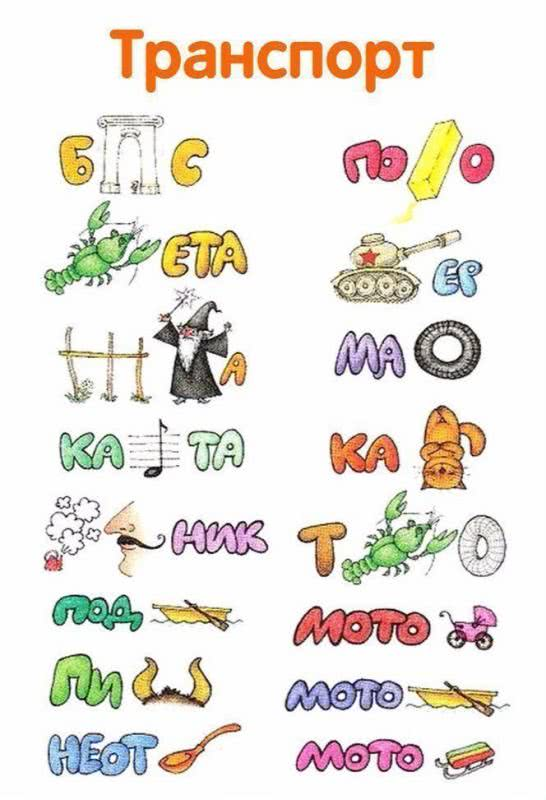 Транспорт
Б С ПО О
ЕТА ЕР
А МА
КА ТА КА
НИК Т
ПОД МОТО
ПИ МОТО
НЕОТ МОТО